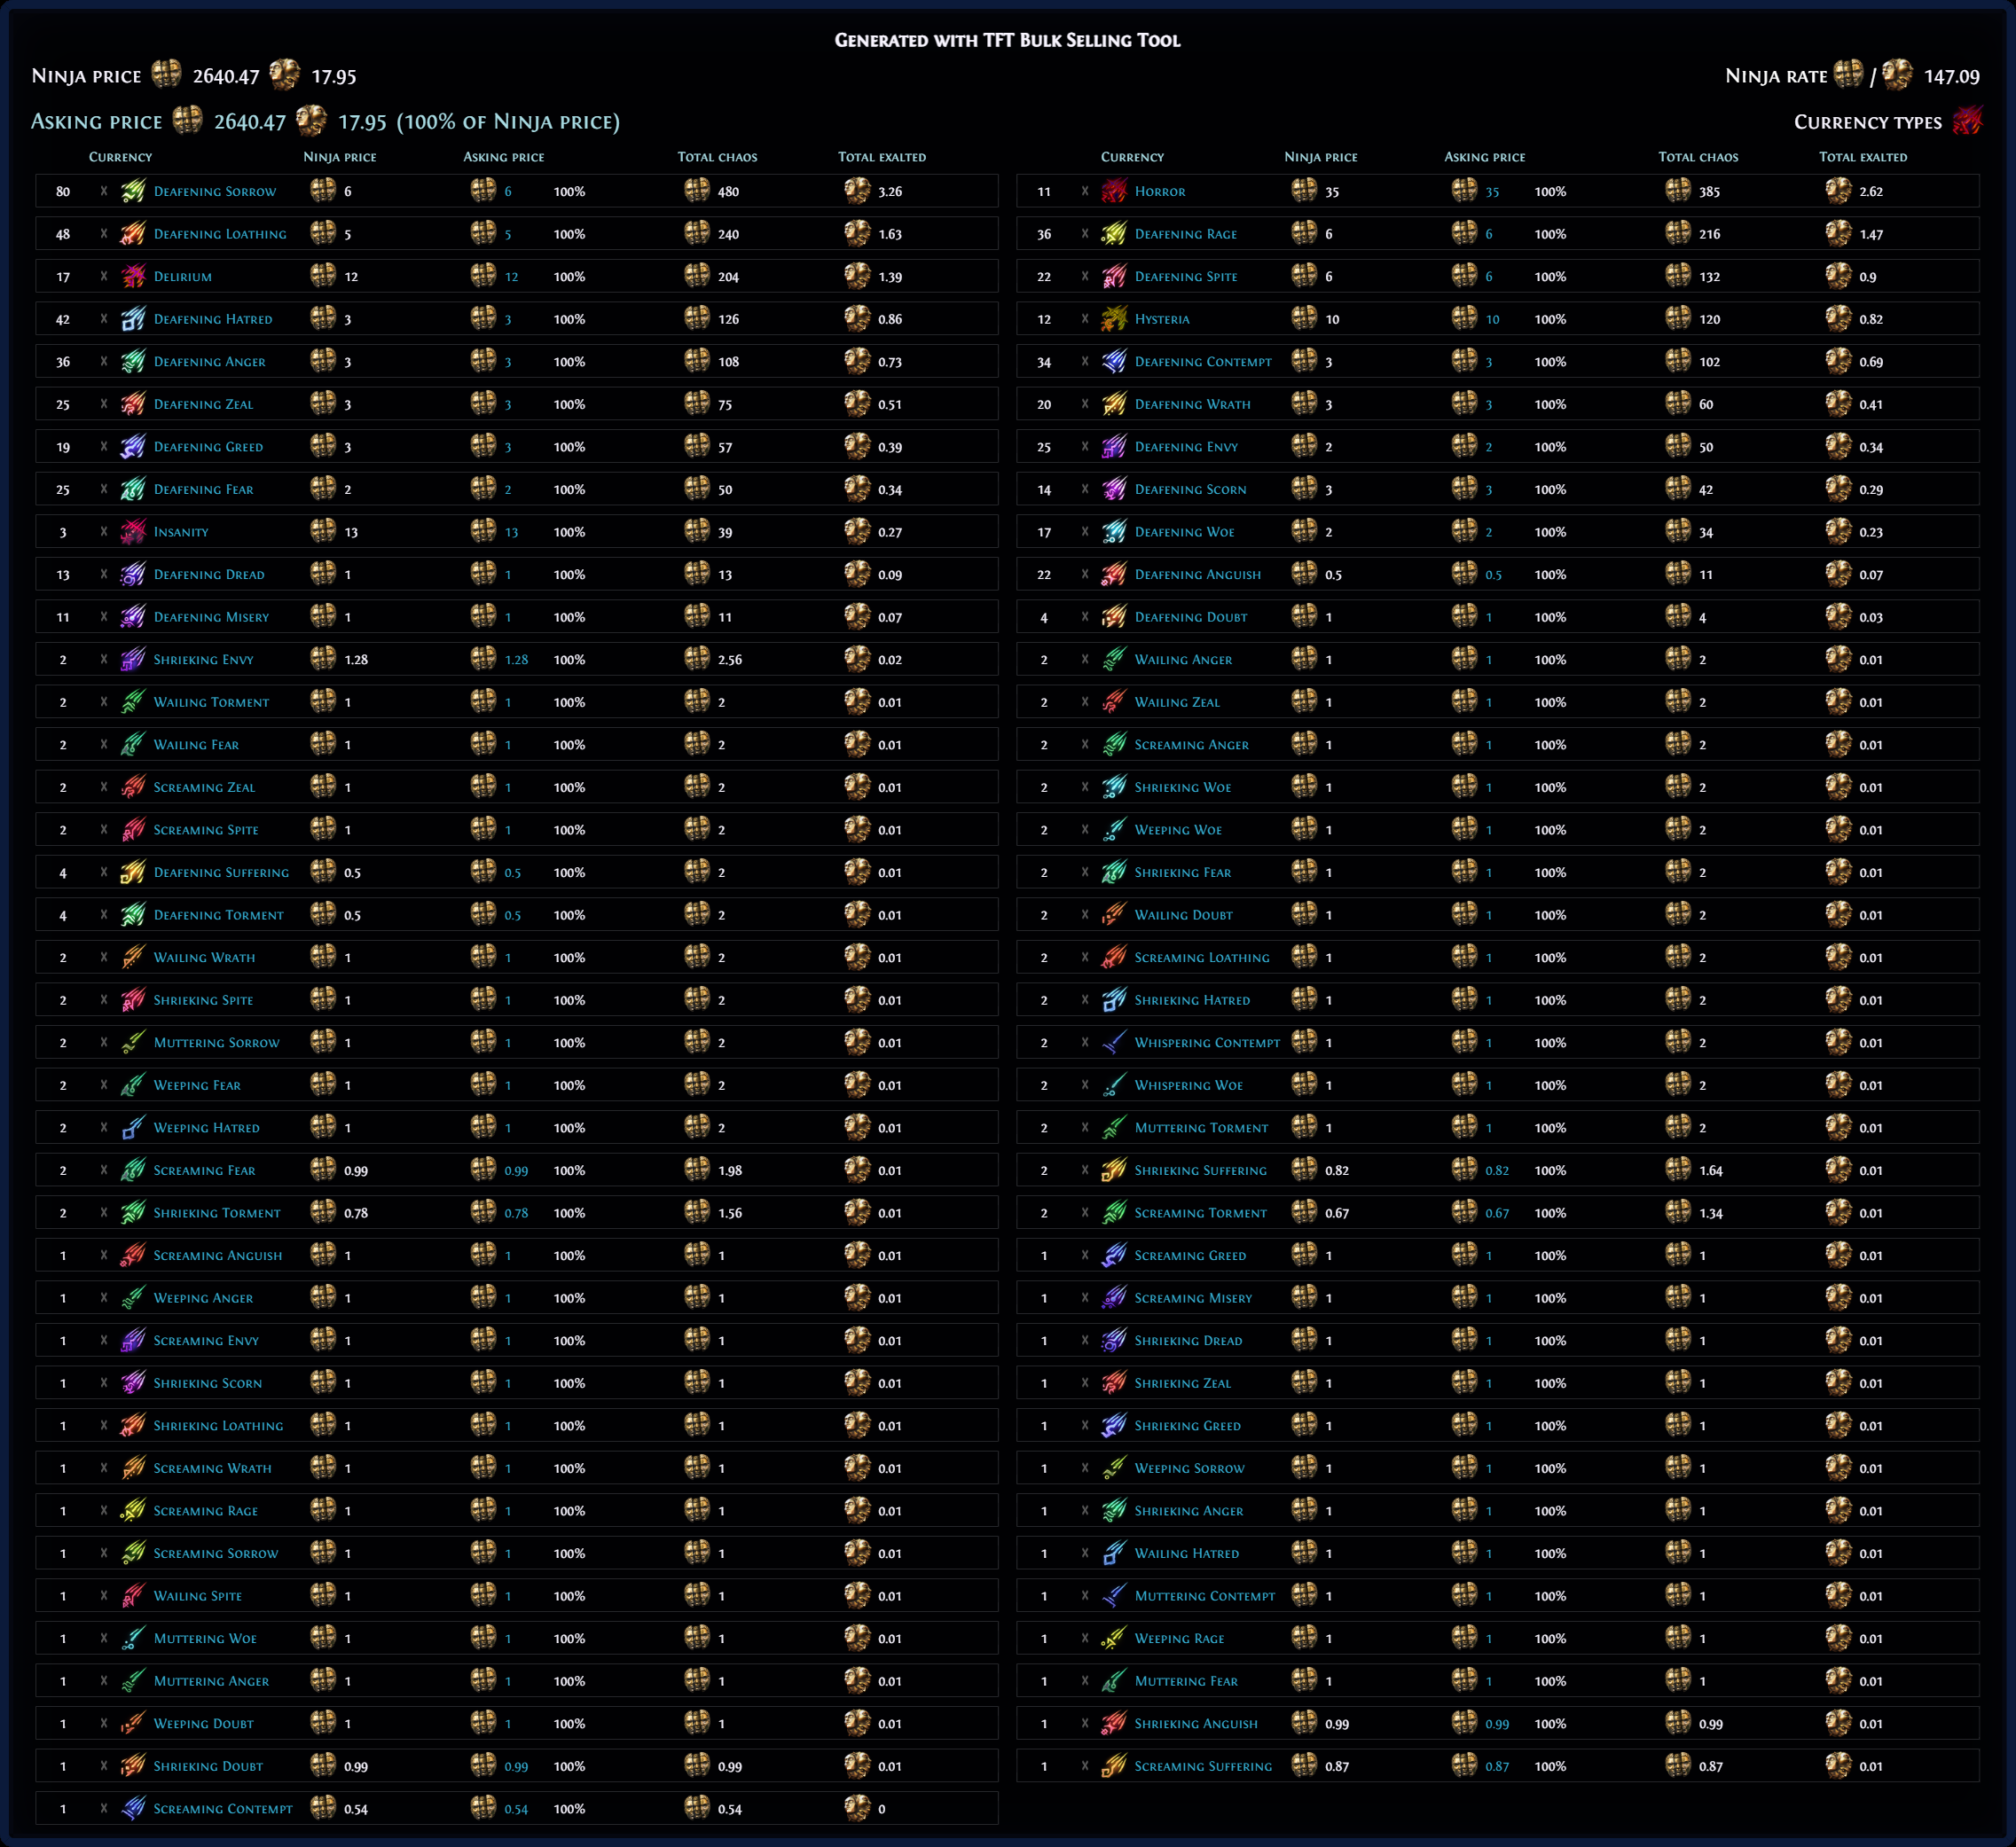 Generated with TFT Bulk Selling Tool
Ninja price 2640.47 17.95
Ninja rate / 147.09
Asking price 2640.47 17.95 (100% of Ninja price)
Currency types
Currency Ninja price Asking price Total chaos Total exalted Currency Ninja price Asking price Total chaos Total exalted
80 x Deafening Sorrow 6 6 100% 480 3.26
11 x Horror 35 35 100% 385 2.62
48 x Deafening Loathing 5 5 100% 240 1.63
36 x Deafening Rage 6 6 100% 216 1.47
17 x Delirium 12 12 100% 204 1.39
22 x Deafening Spite 6 6 100% 132 0.9
42 x Deafening Hatred 3 3 100% 126 0.86
12 x Hysteria 10 10 100% 120 0.82
36 x Deafening Anger 3 3 100% 108 0.73
34 x Deafening Contempt 3 3 100% 102 0.69
25 x Deafening Zeal 3 3 100% 75 0.51
20 x Deafening Wrath 3 3 100% 60 0.41
19 x Deafening Greed 3 3 100% 57 0.39
25 x Deafening Envy 2 2 100% 50 0.34
25 x Deafening Fear 2 2 100% 50 0.34
14 x Deafening Scorn 3 3 100% 42 0.29
3 x Insanity 13 13 100% 39 0.27
17 x Deafening Woe 2 2 100% 34 0.23
13 x Deafening Dread 1 1 100% 13 0.09
22 x Deafening Anguish 0.5 0.5 100% 11 0.07
11 x Deafening Misery 1 1 100% 11 0.07
4 x Deafening Doubt 1 1 100% 4 0.03
2 x Shrieking Envy 1.28 1.28 100% 2.56 0.02
2 x Wailing Anger 1 1 100% 2 0.01
2 x Wailing Torment 1 1 100% 2 0.01
2 x Wailing Zeal 1 1 100% 2 0.01
2 x Wailing Fear 1 1 100% 2 0.01
2 x Screaming Anger 1 1 100% 2 0.01
2 x Screaming Zeal 1 1 100% 2 0.01
2 x Shrieking Woe 1 1 100% 2 0.01
2 x Screaming Spite 1 1 100% 2 0.01
2 x Weeping Woe 1 1 100% 2 0.01
4 x Deafening Suffering 0.5 0.5 100% 2 0.01
2 x Shrieking Fear 1 1 100% 2 0.01
4 x Deafening Torment 0.5 0.5 100% 2 0.01
2 x Wailing Doubt 1 1 100% 2 0.01
2 x Wailing Wrath 1 1 100% 2 0.01
2 x Screaming Loathing 1 1 100% 2 0.01
2 x Shrieking Spite 1 1 100% 2 0.01
2 x Shrieking Hatred 1 1 100% 2 0.01
2 x Muttering Sorrow 1 1 100% 2 0.01
2 x Whispering Contempt 1 1 100% 2 0.01
2 x Weeping Fear 1 1 100% 2 0.01
2 x Whispering Woe 1 1 100% 2 0.01
2 x Weeping Hatred 1 1 100% 2 0.01
2 x Muttering Torment 1 1 100% 2 0.01
2 x Screaming Fear 0.99 0.99 100% 1.98 0.01
2 x Shrieking Suffering 0.82 0.82 100% 1.64 0.01
2 x Shrieking Torment 0.78 0.78 100% 1.56 0.01
2 x Screaming Torment 0.67 0.67 100% 1.34 0.01
1 x Screaming Anguish 1 1 100% 1 0.01
1 x Screaming Greed 1 1 100% 1 0.01
1 x Weeping Anger 1 1 100% 1 0.01
1 x Screaming Misery 1 1 100% 1 0.01
1 x Screaming Envy 1 1 100% 1 0.01
1 x Shrieking Dread 1 1 100% 1 0.01
1 x Shrieking Scorn 1 1 100% 1 0.01
1 x Shrieking Zeal 1 1 100% 1 0.01
1 x Shrieking Loathing 1 1 100% 1 0.01
1 x Shrieking Greed 1 1 100% 1 0.01
1 x Screaming Wrath 1 1 100% 1 0.01
1 x Weeping Sorrow 1 1 100% 1 0.01
1 x Screaming Rage 1 1 100% 1 0.01
1 x Shrieking Anger 1 1 100% 1 0.01
1 x Screaming Sorrow 1 1 100% 1 0.01
1 x Wailing Hatred 1 1 100% 1 0.01
1 x Wailing Spite 1 1 100% 1 0.01
1 x Muttering Contempt 1 1 100% 1 0.01
1 x Muttering Woe 1 1 100% 1 0.01
1 x Weeping Rage 1 1 100% 1 0.01
1 x Muttering Anger 1 1 100% 1 0.01
1 x Muttering Fear 1 1 100% 1 0.01
1 x Weeping Doubt 1 1 100% 1 0.01
1 x Shrieking Anguish 0.99 0.99 100% 0.99 0.01
1 x Shrieking Doubt 0.99 0.99 100% 0.99 0.01
1 x Screaming Suffering 0.87 0.87 100% 0.87 0.01
1 x Screaming Contempt 0.54 0.54 100% 0.54 0